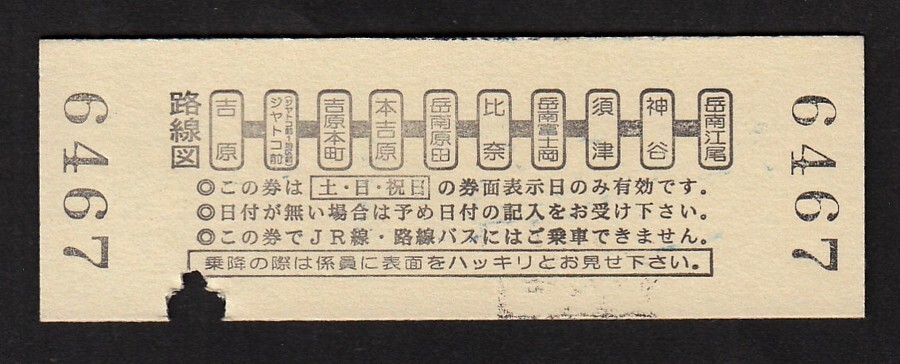 6467
路線図
吉原
ジヤトコ前
吉原本町
本吉原
岳南原田
比奈
岳南富士岡
須津
神谷
岳南江尾
◎この券は 土・日・祝日 の券面表示日のみ有効です。
◎日付が無い場合は予め日付の記入をお受け下さい。
◎この券でJR線・路線バスにはご乗車できません。
乗降の際は係員に表面をハッキリとお見せ下さい。
6467